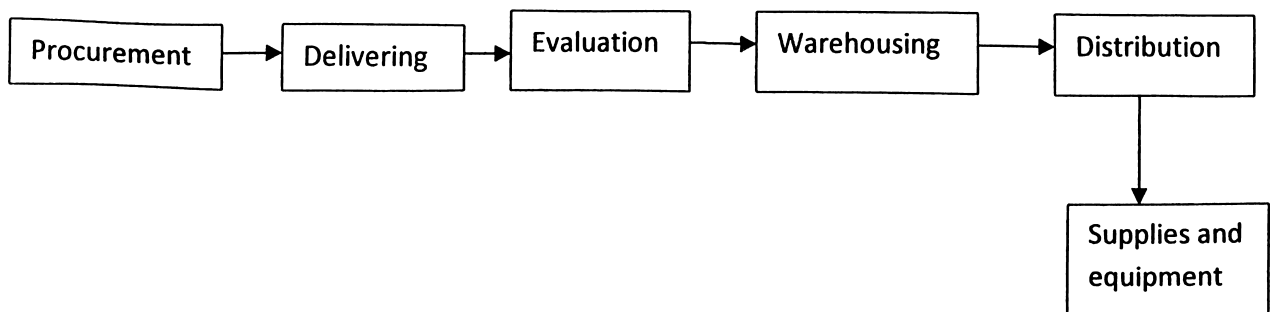 Procurement
Delivering
Evaluation
Warehousing
Distribution
Supplies and
equipment